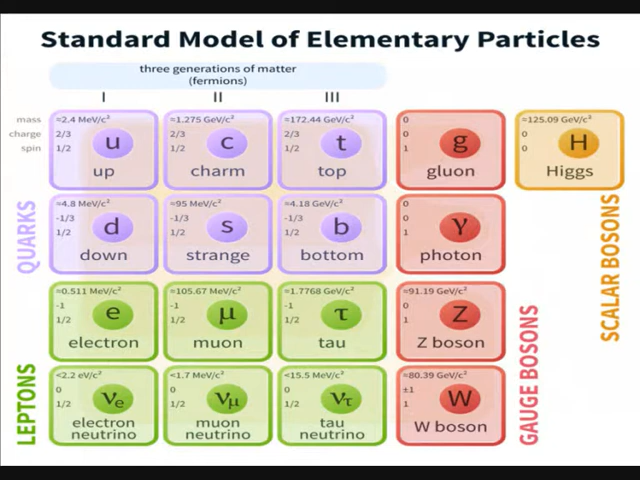 Standard Model of Elementary Particles
three generations of matter
(fermions)
I II III
mass
charge
spin
≈2.4 MeV/c²
2/3
1/2
u
up
≈1.275 GeV/c²
2/3
1/2
c
charm
≈172.44 GeV/c²
2/3
1/2
t
top
0
0
1
g
gluon
≈125.09 GeV/c²
0
0
H
Higgs
QUARKS
≈4.8 MeV/c²
-1/3
1/2
d
down
≈95 MeV/c²
-1/3
1/2
s
strange
≈4.18 GeV/c²
-1/3
1/2
b
bottom
0
0
1
γ
photon
SCALAR BOSONS
≈0.511 MeV/c²
-1
1/2
e
electron
≈105.67 MeV/c²
-1
1/2
μ
muon
≈1.7768 GeV/c²
-1
1/2
τ
tau
≈91.19 GeV/c²
0
1
Z
Z boson
GAUGE BOSONS
LEPTONS
<2.2 eV/c²
0
1/2
νe
electron
neutrino
<1.7 MeV/c²
0
1/2
νμ
muon
neutrino
<15.5 MeV/c²
0
1/2
ντ
tau
neutrino
≈80.39 GeV/c²
±1
1
W
W boson